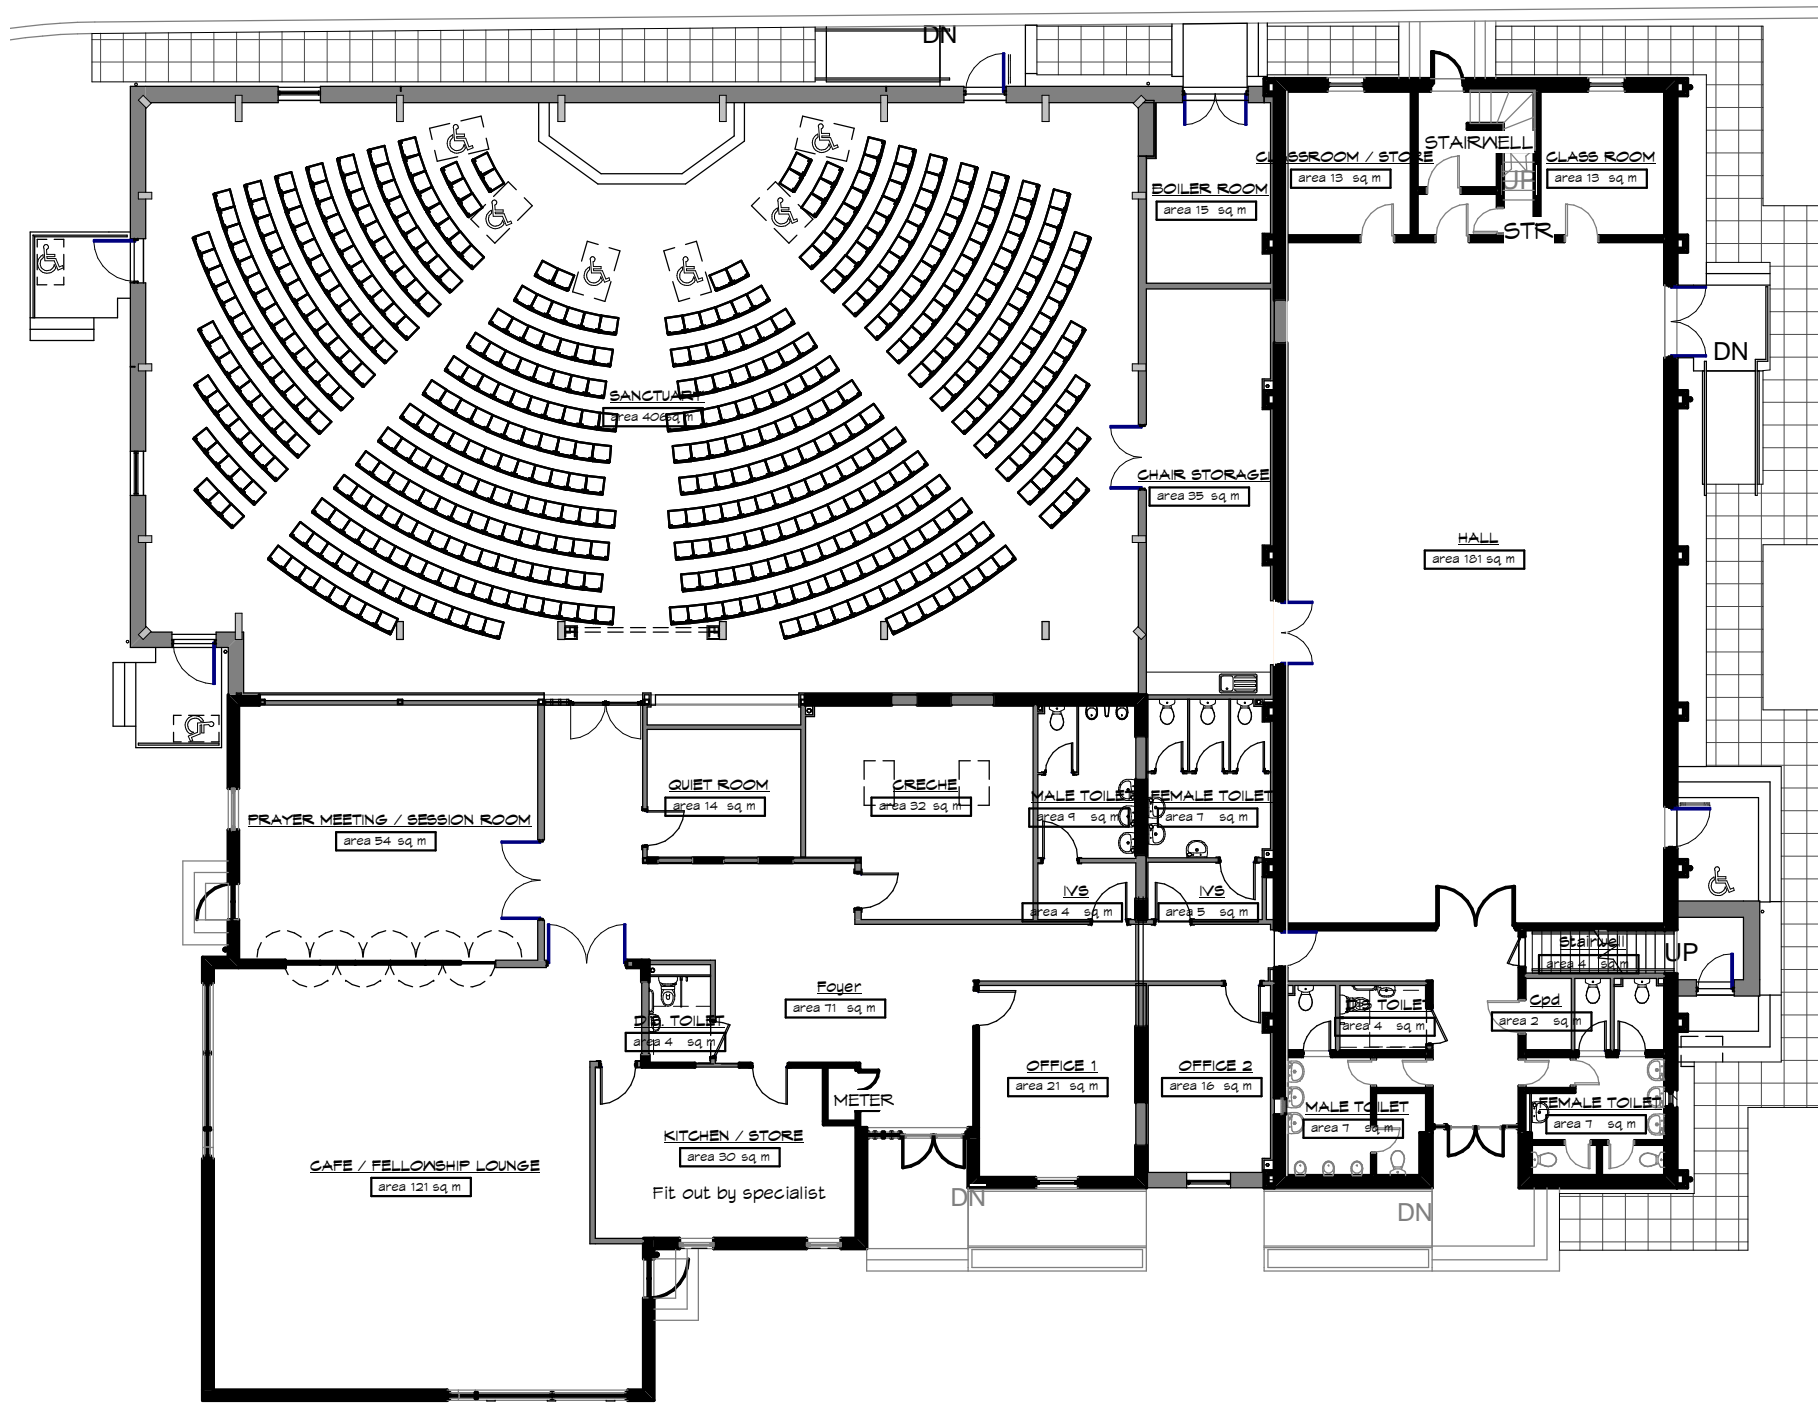 DN
STAIRWELL
CLASSROOM / STORE
area 13 sq m
CLASS ROOM
area 13 sq m
UP
STR
BOILER ROOM
area 15 sq m
DN
SANCTUARY
area 406sq m
CHAIR STORAGE
area 35 sq m
HALL
area 181 sq m
QUIET ROOM
area 14 sq m
CRECHE
area 32 sq m
MALE TOILET
area 9 sq m
FEMALE TOILET
area 7 sq m
PRAYER MEETING / SESSION ROOM
area 54 sq m
IVS
area 4 sq m
IVS
area 5 sq m
Stairwell
area 4 sq m
UP
Foyer
area 71 sq m
DIS. TOILET
area 4 sq m
DIS TOILET
area 4 sq m
Cpd
area 2 sq m
OFFICE 1
area 21 sq m
OFFICE 2
area 16 sq m
METER
MALE TOILET
area 7 sq m
FEMALE TOILET
area 7 sq m
KITCHEN / STORE
area 30 sq m
Fit out by specialist
CAFE / FELLOWSHIP LOUNGE
area 121 sq m
DN
DN